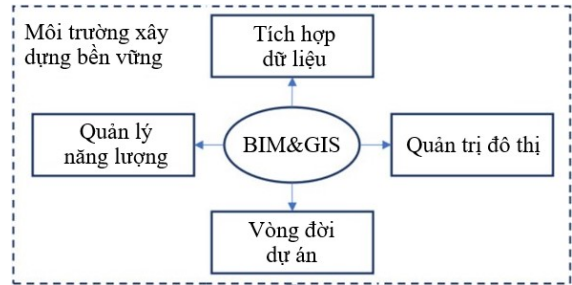 Môi trường xây
dựng bền vững
Tích hợp
dữ liệu
Quản lý
năng lượng
BIM&GIS
Quản trị đô thị
Vòng đời
dự án